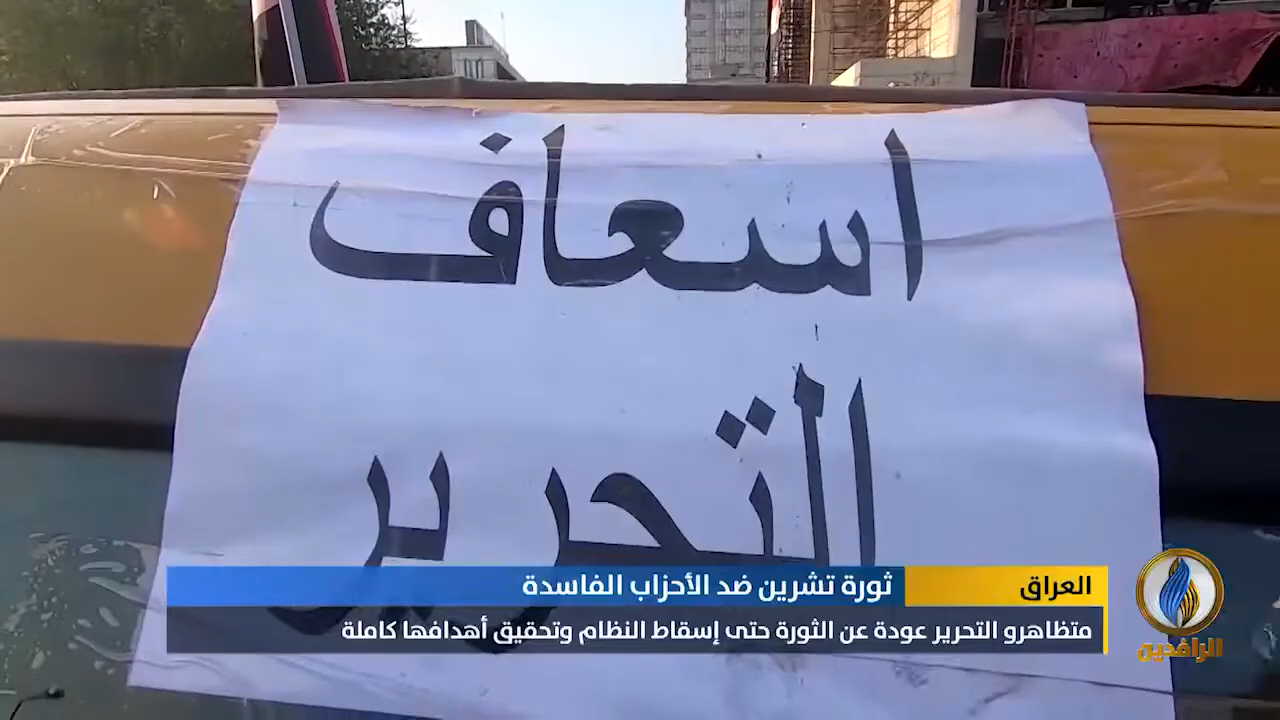 اسعاف
التحرير
العراق
ثورة تشرين ضد الأحزاب الفاسدة
متظاهرو التحرير عودة عن الثورة حتى إسقاط النظام وتحقيق أهدافها كاملة
الرافدين